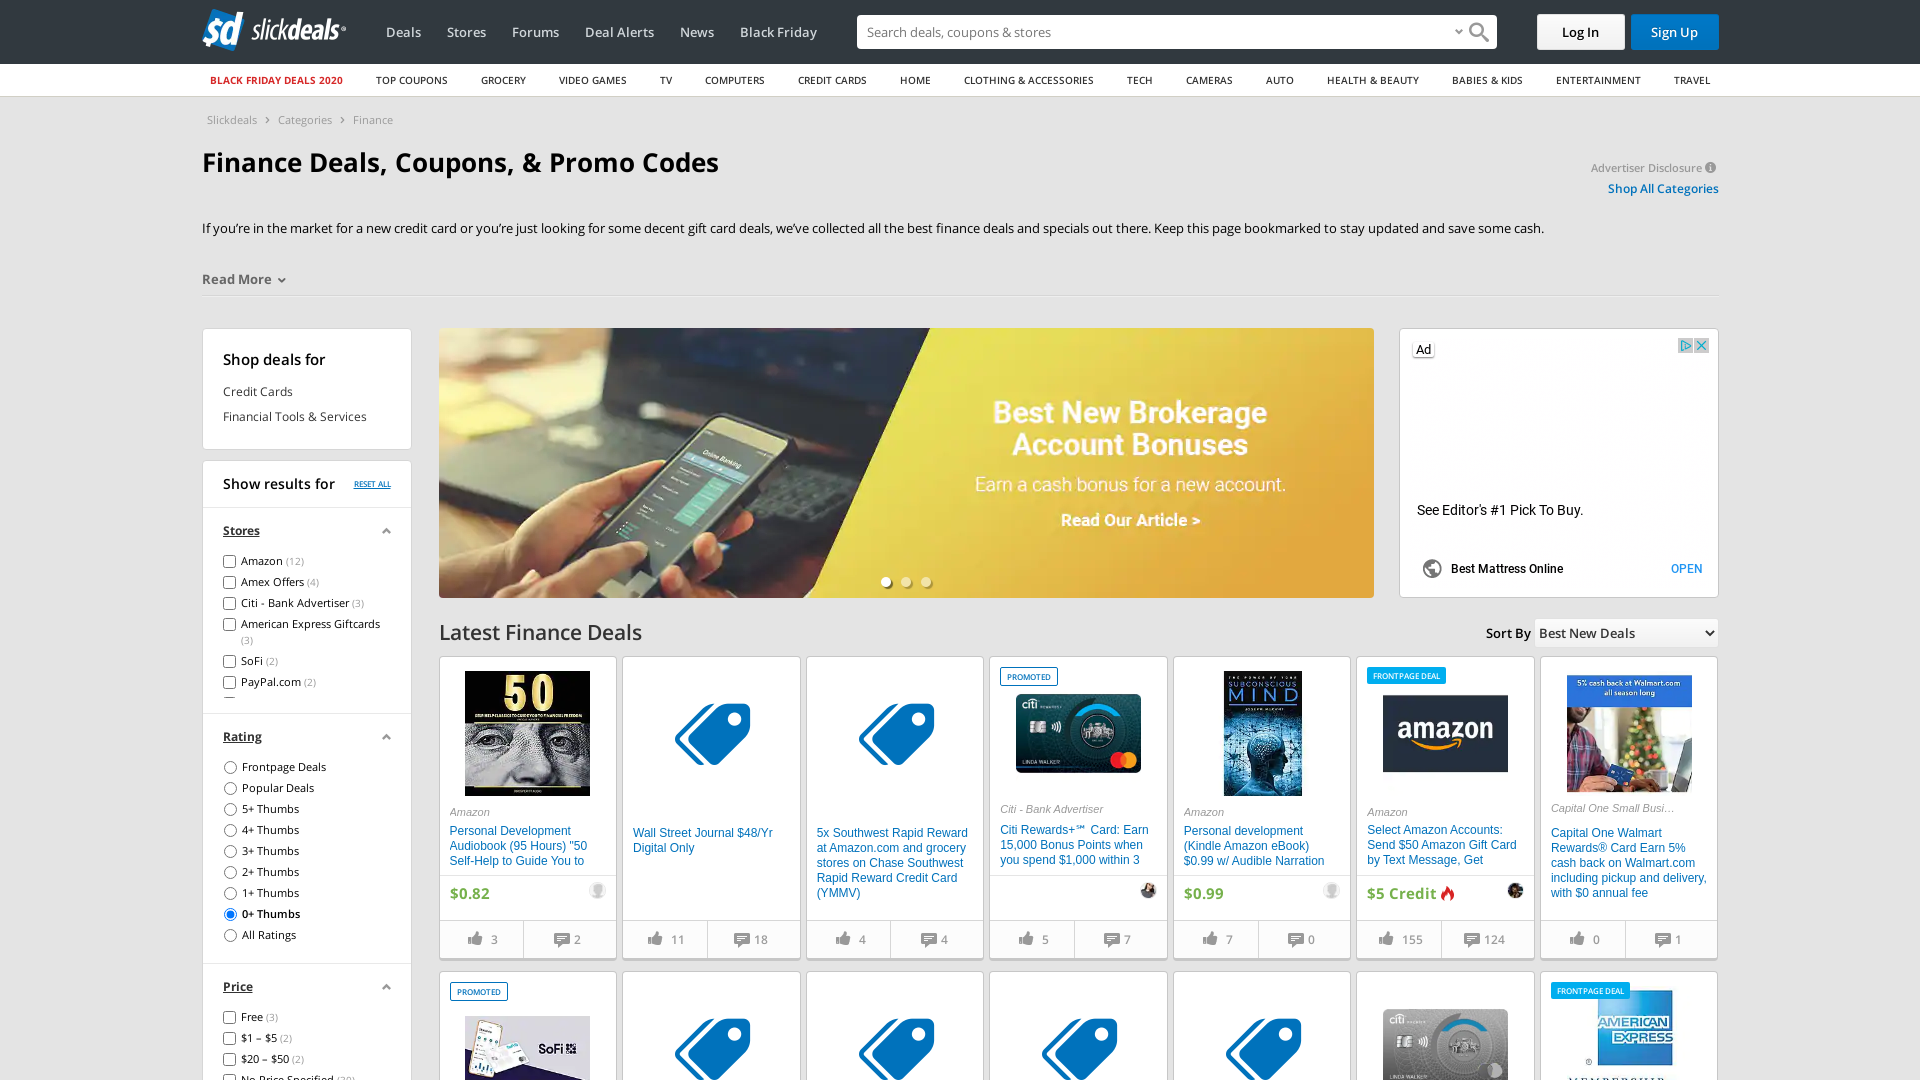 slickdeals
Deals
Stores
Forums
Deal Alerts
News
Black Friday
Search deals, coupons & stores
Log In
Sign Up
BLACK FRIDAY DEALS 2020
TOP COUPONS
GROCERY
VIDEO GAMES
TV
COMPUTERS
CREDIT CARDS
HOME
CLOTHING & ACCESSORIES
TECH
CAMERAS
AUTO
HEALTH & BEAUTY
BABIES & KIDS
ENTERTAINMENT
TRAVEL
Slickdeals > Categories > Finance
Finance Deals, Coupons, & Promo Codes
Advertiser Disclosure
Shop All Categories
If you’re in the market for a new credit card or you’re just looking for some decent gift card deals, we’ve collected all the best finance deals and specials out there. Keep this page bookmarked to stay updated and save some cash.
Read More
Shop deals for
Credit Cards
Financial Tools & Services
Show results for
RESET ALL
Stores
Amazon (12)
Amex Offers (4)
Citi - Bank Advertiser (3)
American Express Giftcards
(3)
SoFi (2)
PayPal.com (2)
Rating
Frontpage Deals
Popular Deals
5+ Thumbs
4+ Thumbs
3+ Thumbs
2+ Thumbs
1+ Thumbs
0+ Thumbs
All Ratings
Price
Free (3)
$1 – $5 (2)
$20 – $50 (2)
No Price Specified (29)
Best New Brokerage
Account Bonuses
Earn a cash bonus for a new account.
Read Our Article >
Ad
See Editor's #1 Pick To Buy.
Best Mattress Online
OPEN
Latest Finance Deals
Sort By
Best New Deals
50
Amazon
Personal Development
Audiobook (95 Hours) "50
Self-Help to Guide You to
$0.82
3
2
Wall Street Journal $48/Yr
Digital Only
11
18
5x Southwest Rapid Reward
at Amazon.com and grocery
stores on Chase Southwest
Rapid Reward Credit Card
(YMMV)
4
4
PROMOTED
citi
LINDA WALKER
Citi - Bank Advertiser
Citi Rewards+℠ Card: Earn
15,000 Bonus Points when
you spend $1,000 within 3
5
7
THE POWER OF YOUR
SUBCONSCIOUS
MIND
Amazon
Personal development
(Kindle Amazon eBook)
$0.99 w/ Audible Narration
$0.99
7
0
FRONTPAGE DEAL
amazon
Amazon
Select Amazon Accounts:
Send $50 Amazon Gift Card
by Text Message, Get
$5 Credit
155
124
5% cash back at Walmart.com
all season long
Capital One Small Busi…
Capital One Walmart
Rewards® Card Earn 5%
cash back on Walmart.com
including pickup and delivery,
with $0 annual fee
0
1
PROMOTED
SoFi
citi
LINDA WALKER
FRONTPAGE DEAL
AMERICAN
EXPRESS
®
MEMBERSHIP